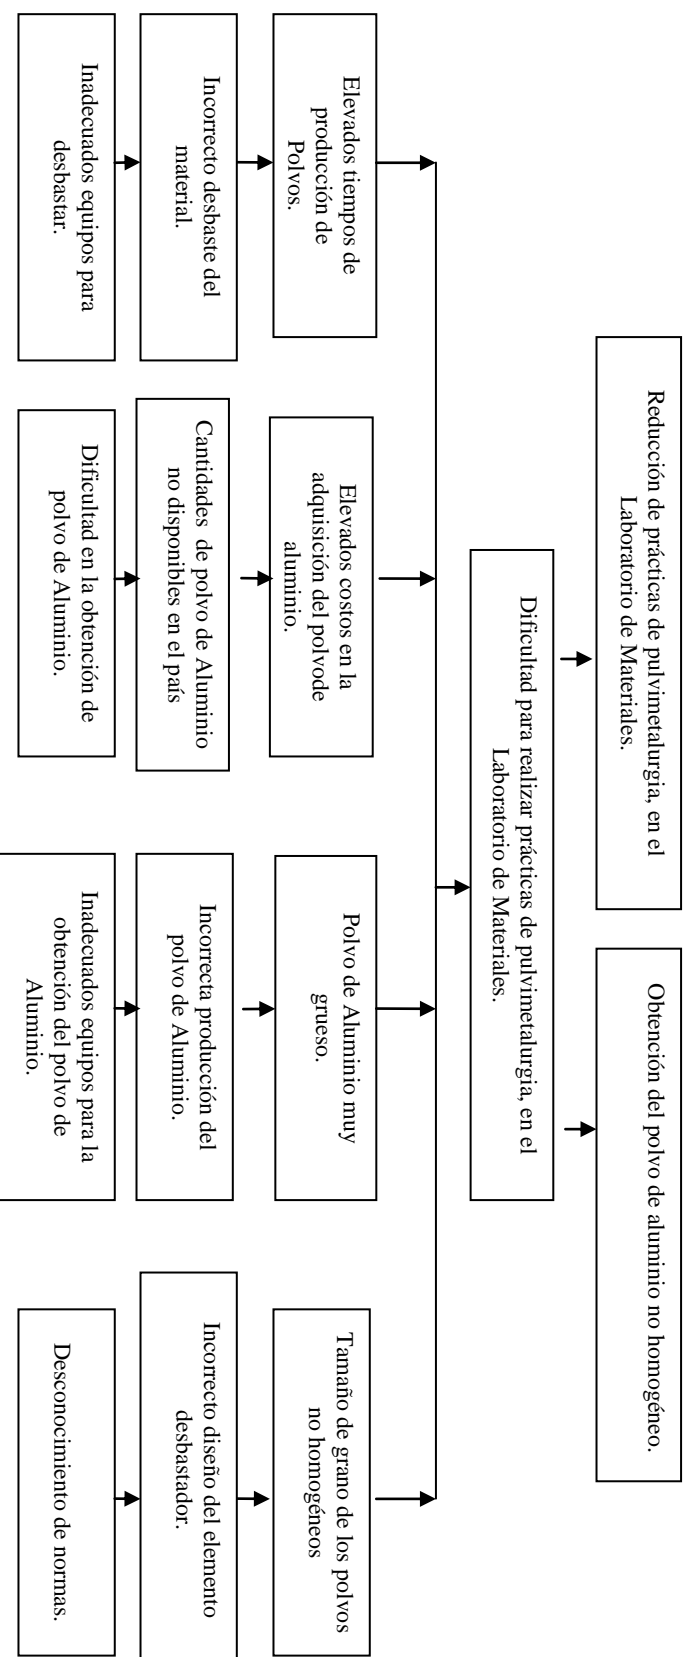 Reducción de prácticas de pulvimetalurgia, en el
Laboratorio de Materiales.
Obtención del polvo de aluminio no homogéneo.
Dificultad para realizar prácticas de pulvimetalurgia, en el
Laboratorio de Materiales.
Elevados tiempos de
producción de
Polvos.
Elevados costos en la
adquisición del polvode
aluminio.
Polvo de Aluminio muy
grueso.
Tamaño de grano de los polvos
no homogéneos
Incorrecto desbaste del
material.
Cantidades de polvo de Aluminio
no disponibles en el país
Incorrecta producción del
polvo de Aluminio.
Incorrecto diseño del elemento
desbastador.
Inadecuados equipos para
desbastar.
Dificultad en la obtención de
polvo de Aluminio.
Inadecuados equipos para la
obtención del polvo de
Aluminio.
Desconocimiento de normas.